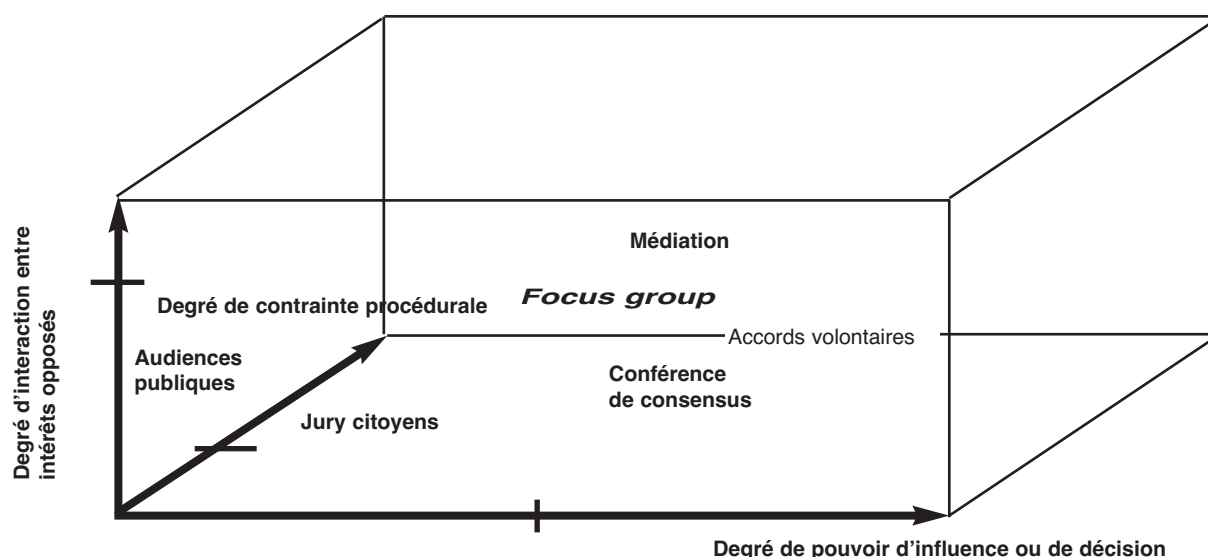 Médiation
Degré de contrainte procédurale
Focus group
Accords volontaires
Audiences
publiques
Conférence
de consensus
Jury citoyens
Degré d’interaction entre
intérêts opposés
Degré de pouvoir d’influence ou de décision